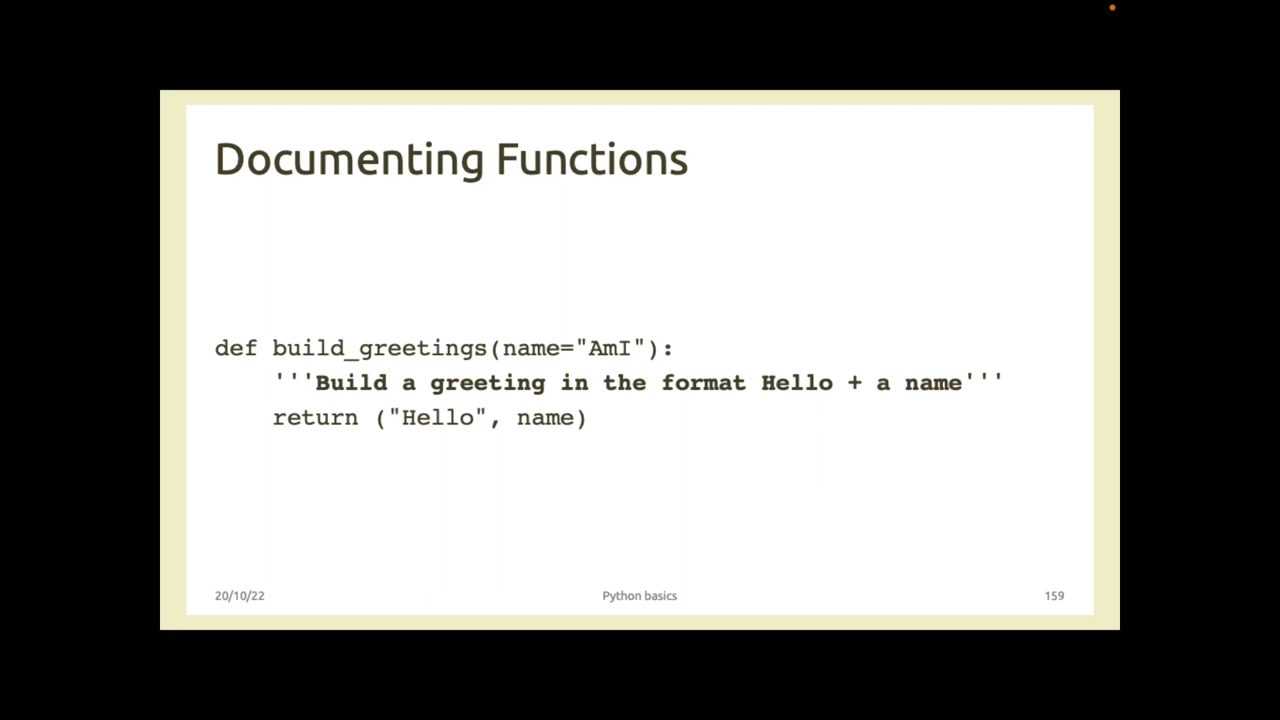 Documenting Functions
def build_greetings(name="AmI"):
    '''Build a greeting in the format Hello + a name'''
    return ("Hello", name)
20/10/22
Python basics
159